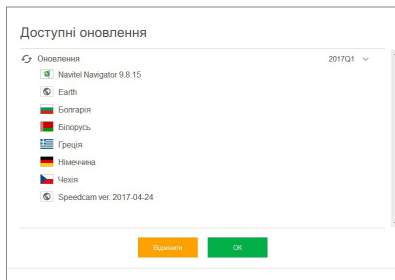 Доступні оновлення
Оновлення 2017Q1
Navitel Navigator 9.8.15
Earth
Болгарія
Білорусь
Греція
Німеччина
Чехія
Speedcam ver. 2017-04-24
Відмінити OK